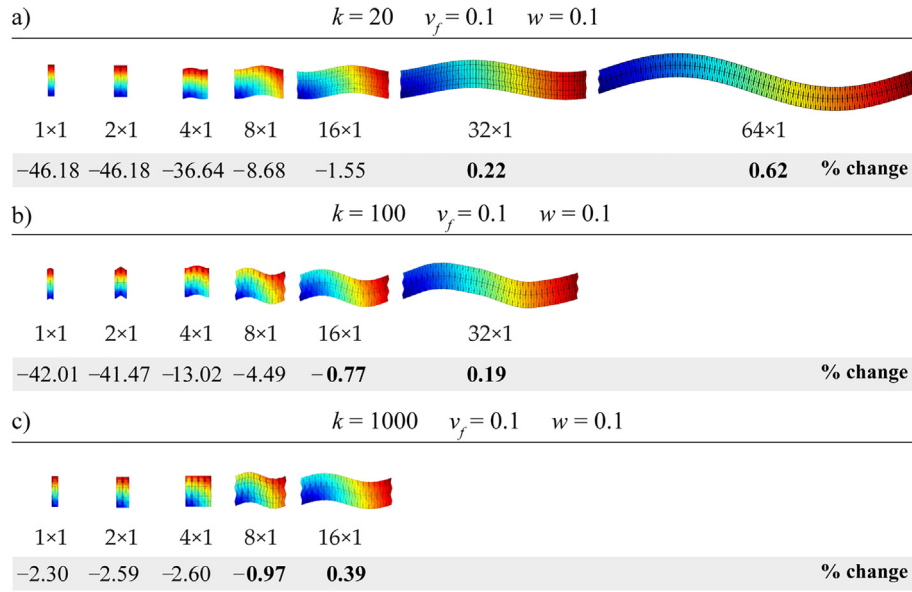 a) k = 20 v_f = 0.1 w = 0.1
1×1 2×1 4×1 8×1 16×1 32×1 64×1
−46.18 −46.18 −36.64 −8.68 −1.55 0.22 0.62 % change
b) k = 100 v_f = 0.1 w = 0.1
1×1 2×1 4×1 8×1 16×1 32×1
−42.01 −41.47 −13.02 −4.49 −0.77 0.19 % change
c) k = 1000 v_f = 0.1 w = 0.1
1×1 2×1 4×1 8×1 16×1
−2.30 −2.59 −2.60 −0.97 0.39 % change